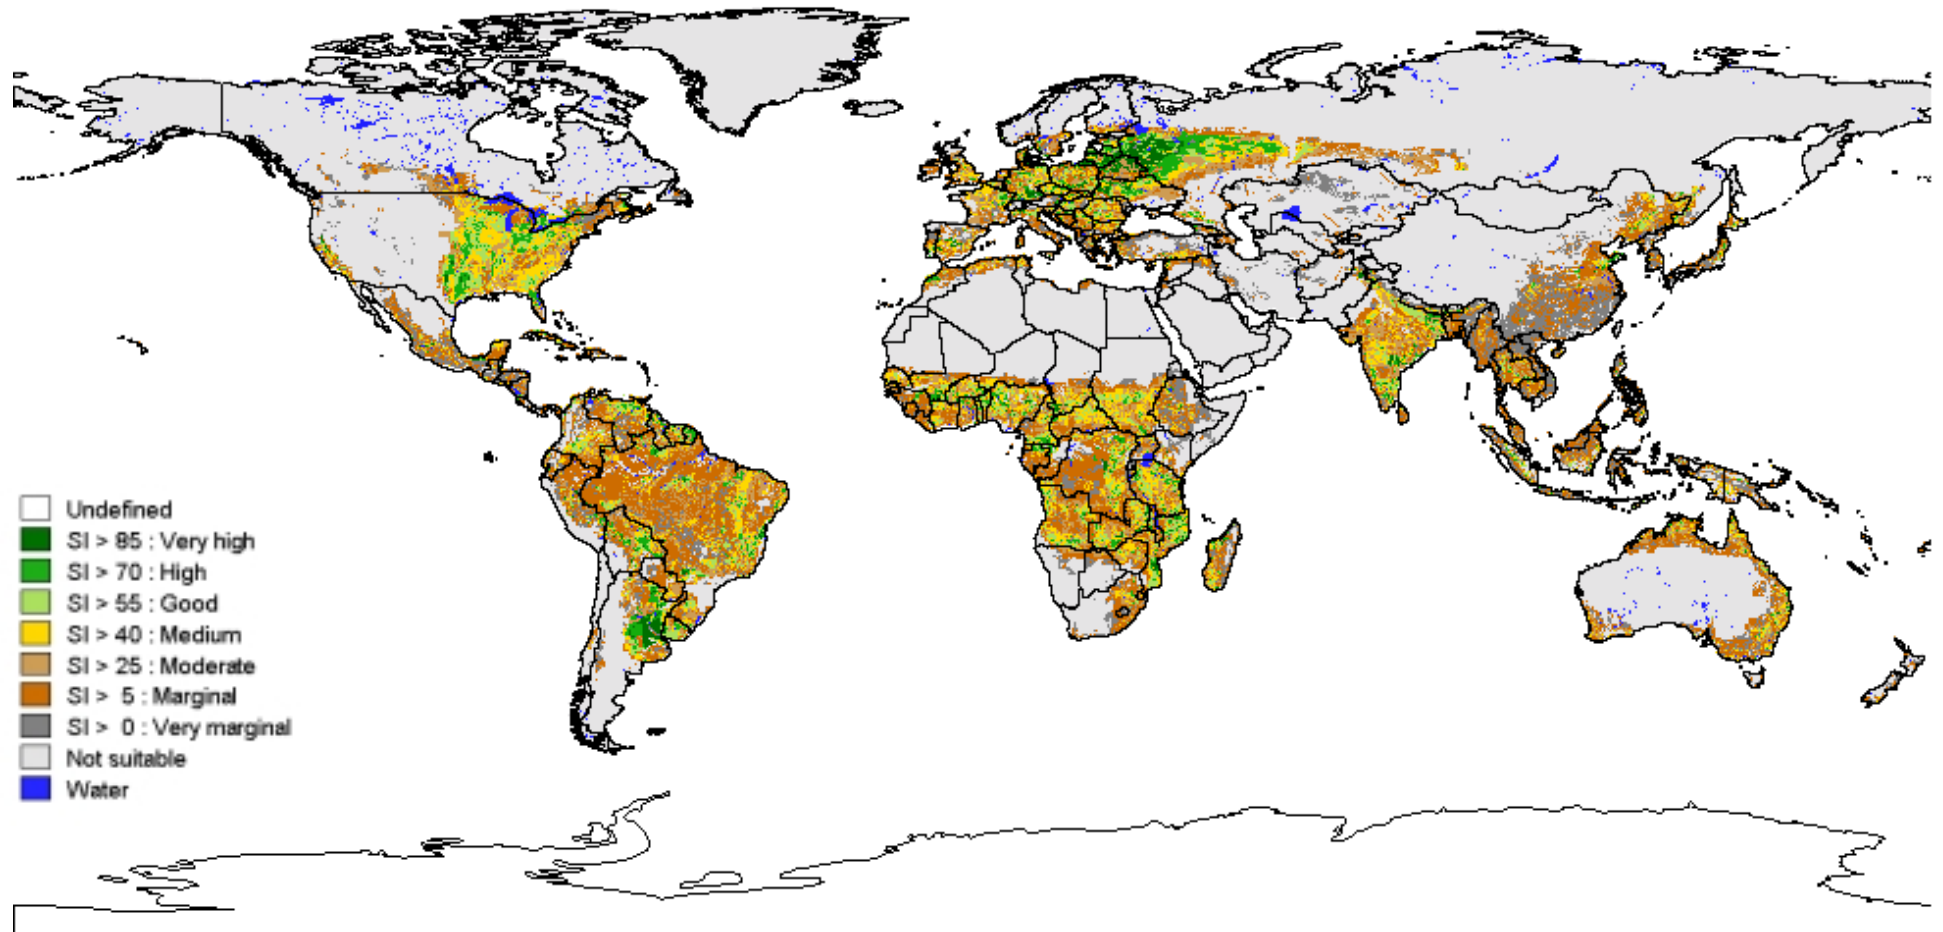 Undefined
SI > 85 : Very high
SI > 70 : High
SI > 55 : Good
SI > 40 : Medium
SI > 25 : Moderate
SI > 5 : Marginal
SI > 0 : Very marginal
Not suitable
Water